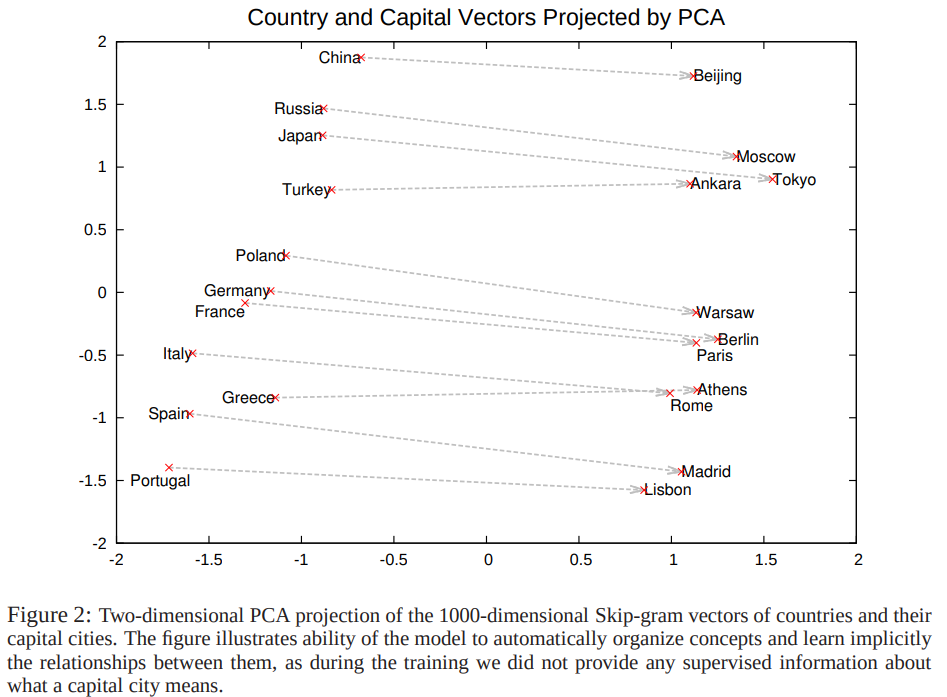 Country and Capital Vectors Projected by PCA
2
China
Beijing
1.5
Russia
Japan
Moscow
1
Turkey
Ankara
Tokyo
0.5
Poland
0
Germany
France
Warsaw
Berlin
-0.5
Italy
Paris
Greece
Athens
Rome
-1
Spain
Madrid
-1.5
Portugal
Lisbon
-2
-2 -1.5 -1 -0.5 0 0.5 1 1.5 2
Figure 2: Two-dimensional PCA projection of the 1000-dimensional Skip-gram vectors of countries and their
capital cities. The figure illustrates ability of the model to automatically organize concepts and learn implicitly
the relationships between them, as during the training we did not provide any supervised information about
what a capital city means.